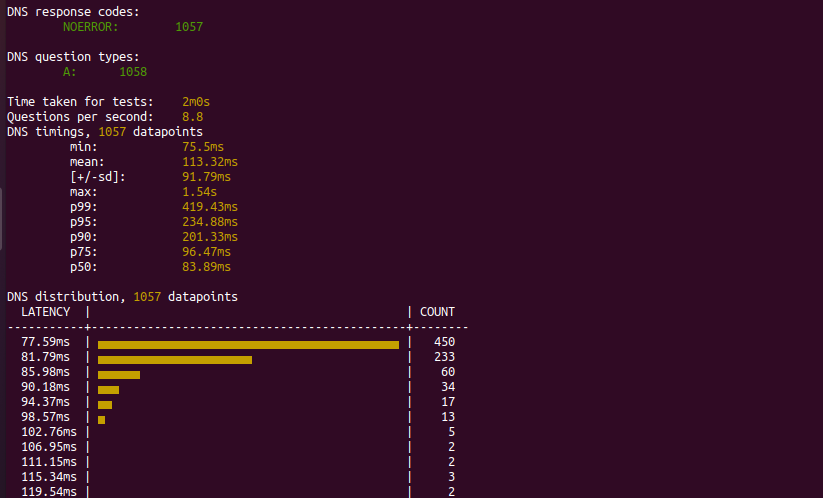 DNS response codes:
NOERROR: 1057
DNS question types:
A: 1058
Time taken for tests: 2m0s
Questions per second: 8.8
DNS timings, 1057 datapoints
min: 75.5ms
mean: 113.32ms
[+/-sd]: 91.79ms
max: 1.54s
p99: 419.43ms
p95: 234.88ms
p90: 201.33ms
p75: 96.47ms
p50: 83.89ms
DNS distribution, 1057 datapoints
LATENCY | | COUNT
-----------+---------------------------------------------+--------
77.59ms | | 450
81.79ms | | 233
85.98ms | | 60
90.18ms | | 34
94.37ms | | 17
98.57ms | | 13
102.76ms | | 5
106.95ms | | 2
111.15ms | | 2
115.34ms | | 3
119.54ms | | 2